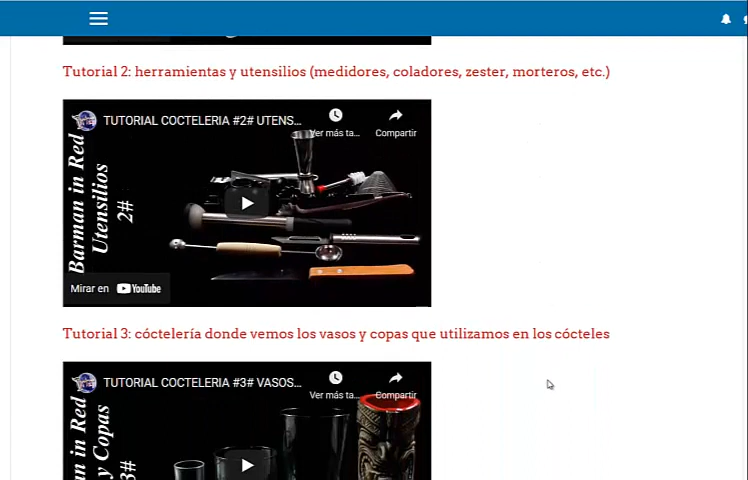 Tutorial 2: herramientas y utensilios (medidores, coladores, zester, morteros, etc.)
TUTORIAL COCTELERIA #2# UTENS...
Ver más ta...
Compartir
Barman in Red
Utensilios
2#
Mirar en YouTube
Tutorial 3: cóctelería donde vemos los vasos y copas que utilizamos en los cócteles
TUTORIAL COCTELERIA #3# VASOS...
Ver más ta...
Compartir
in Red
y Copas
3#